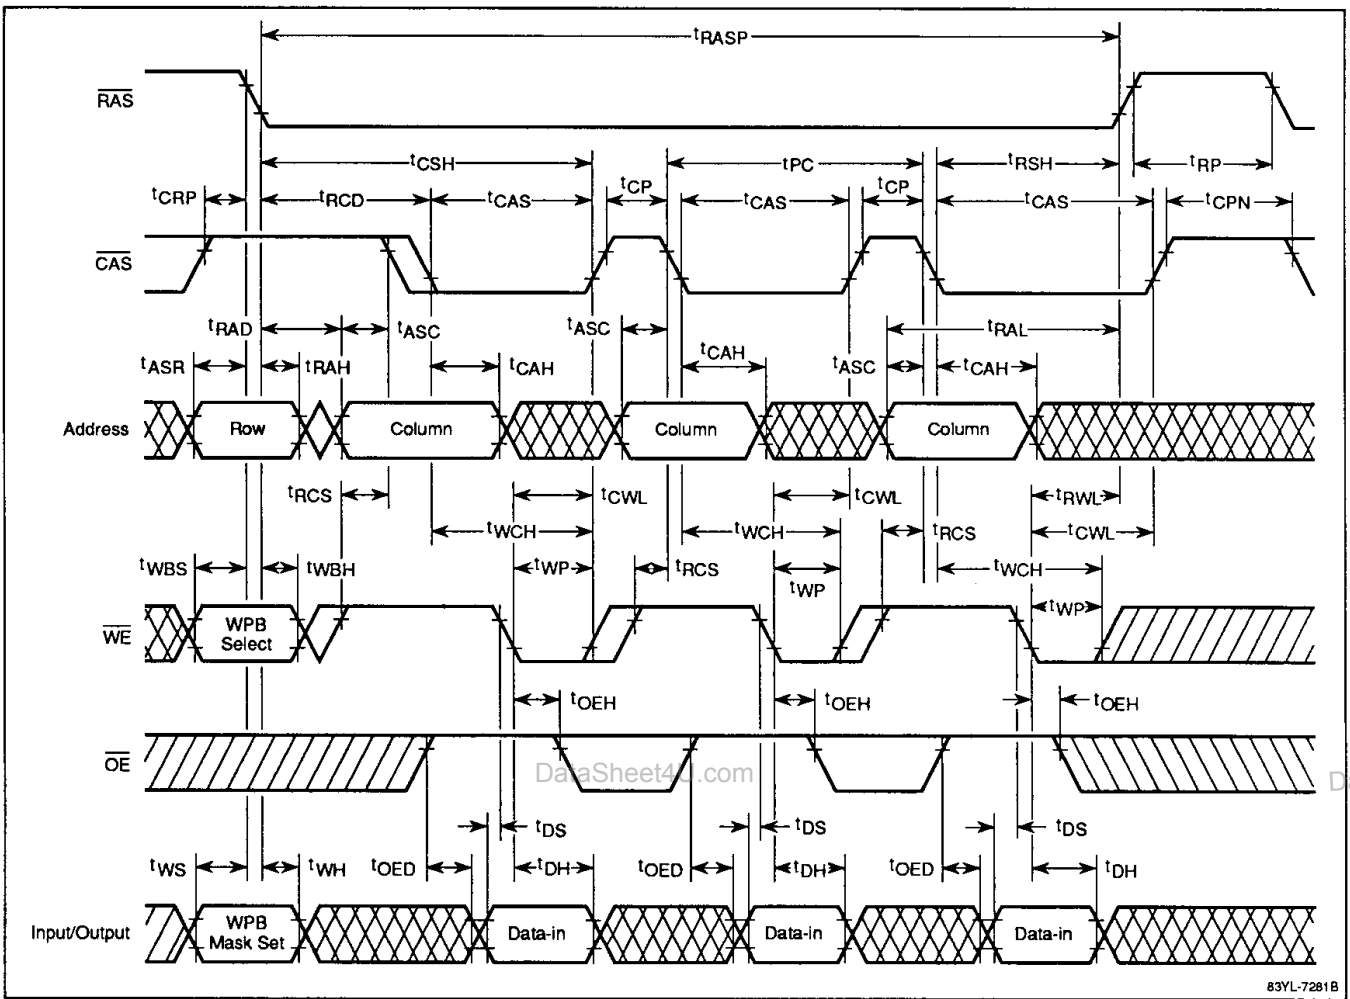 tRASP
RAS
tCSH
tPC
tRSH
tRP
tCRP
tRCD
tCAS
tCP
tCAS
tCP
tCAS
tCPN
CAS
tRAD
tASC
tASC
tRAL
tASR
tRAH
tCAH
tCAH
tASC
tCAH
Address
Row
Column
Column
Column
tRCS
tCWL
tCWL
tRWL
tWCH
tWCH
tRCS
tCWL
tWBS
tWBH
tWP
tRCS
tWP
tWCH
tWP
WE
WPB
Select
tOEH
tOEH
tOEH
OE
DataSheet4U.com
D
tDS
tDS
tDS
tWS
tWH
tOED
tDH
tOED
tDH
tOED
tDH
Input/Output
WPB
Mask Set
Data-in
Data-in
Data-in
83YL-7281B